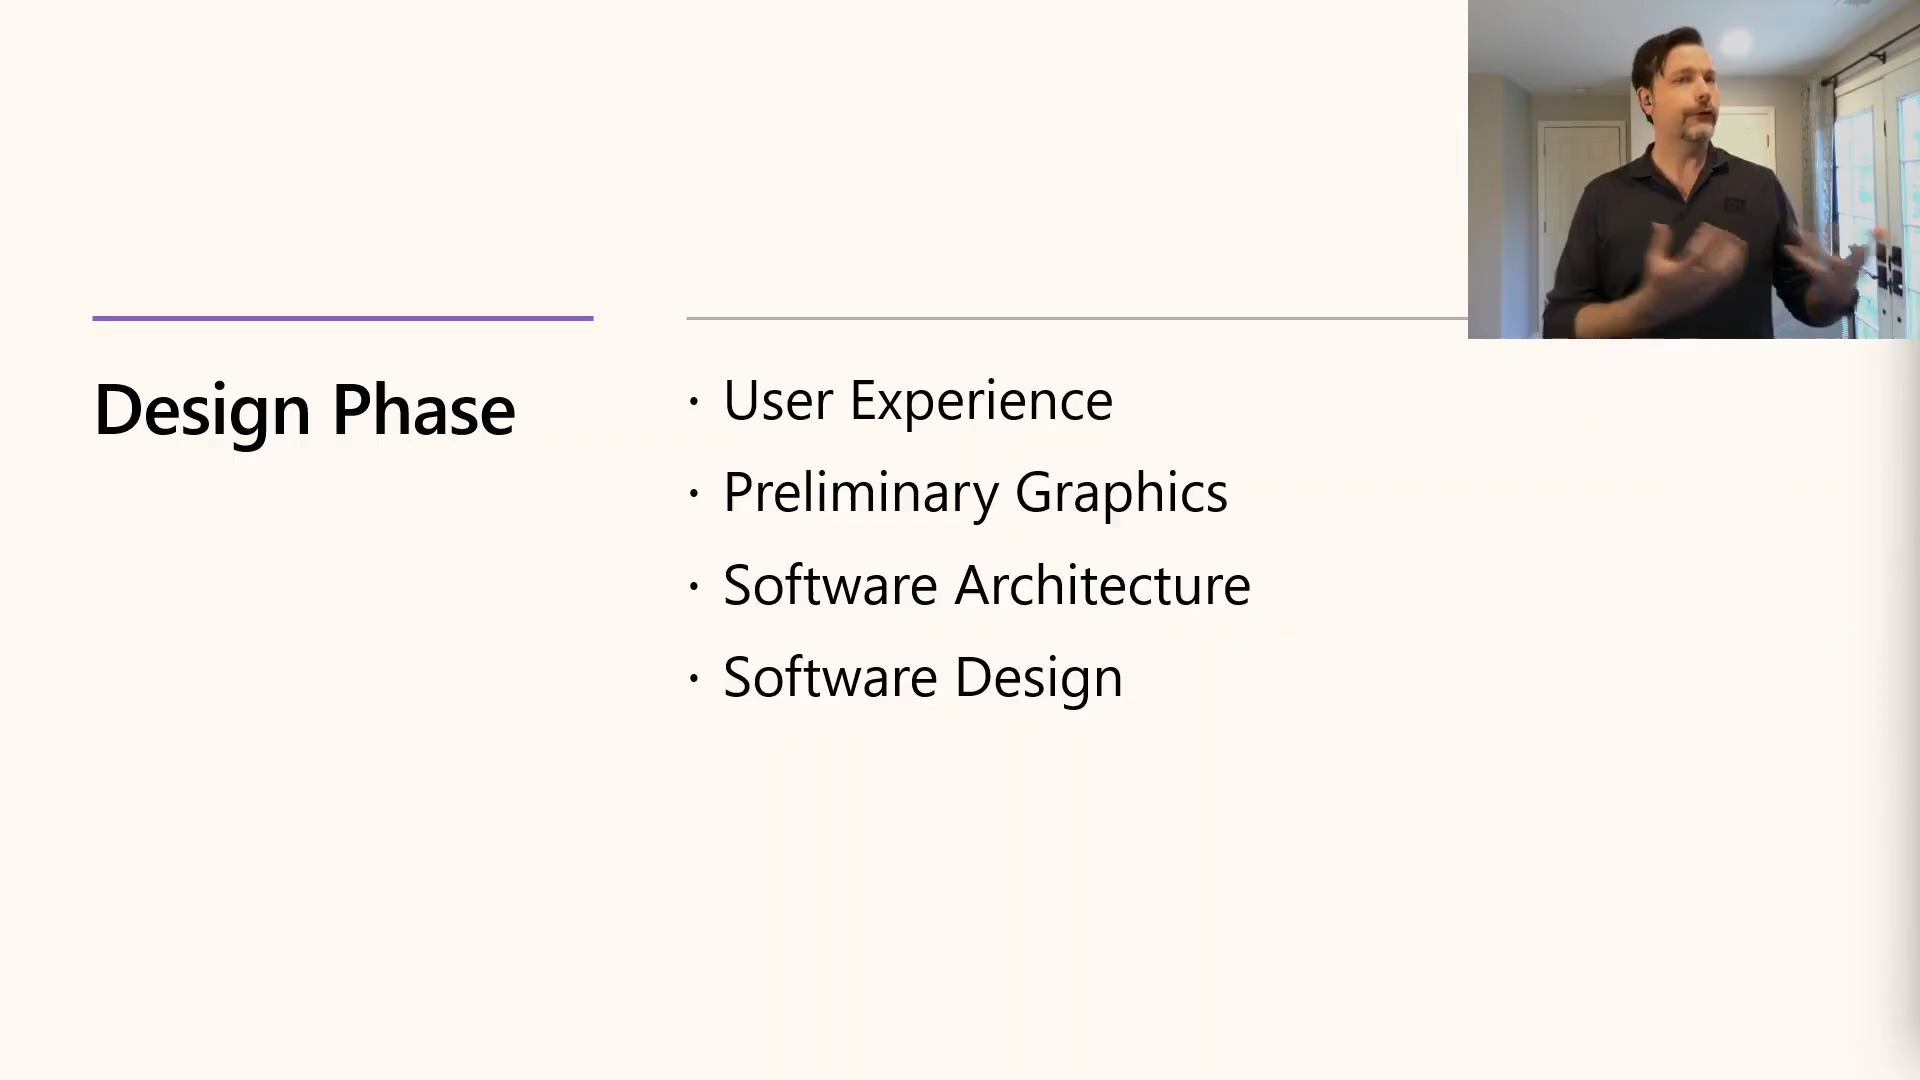 Design Phase
· User Experience
· Preliminary Graphics
· Software Architecture
· Software Design